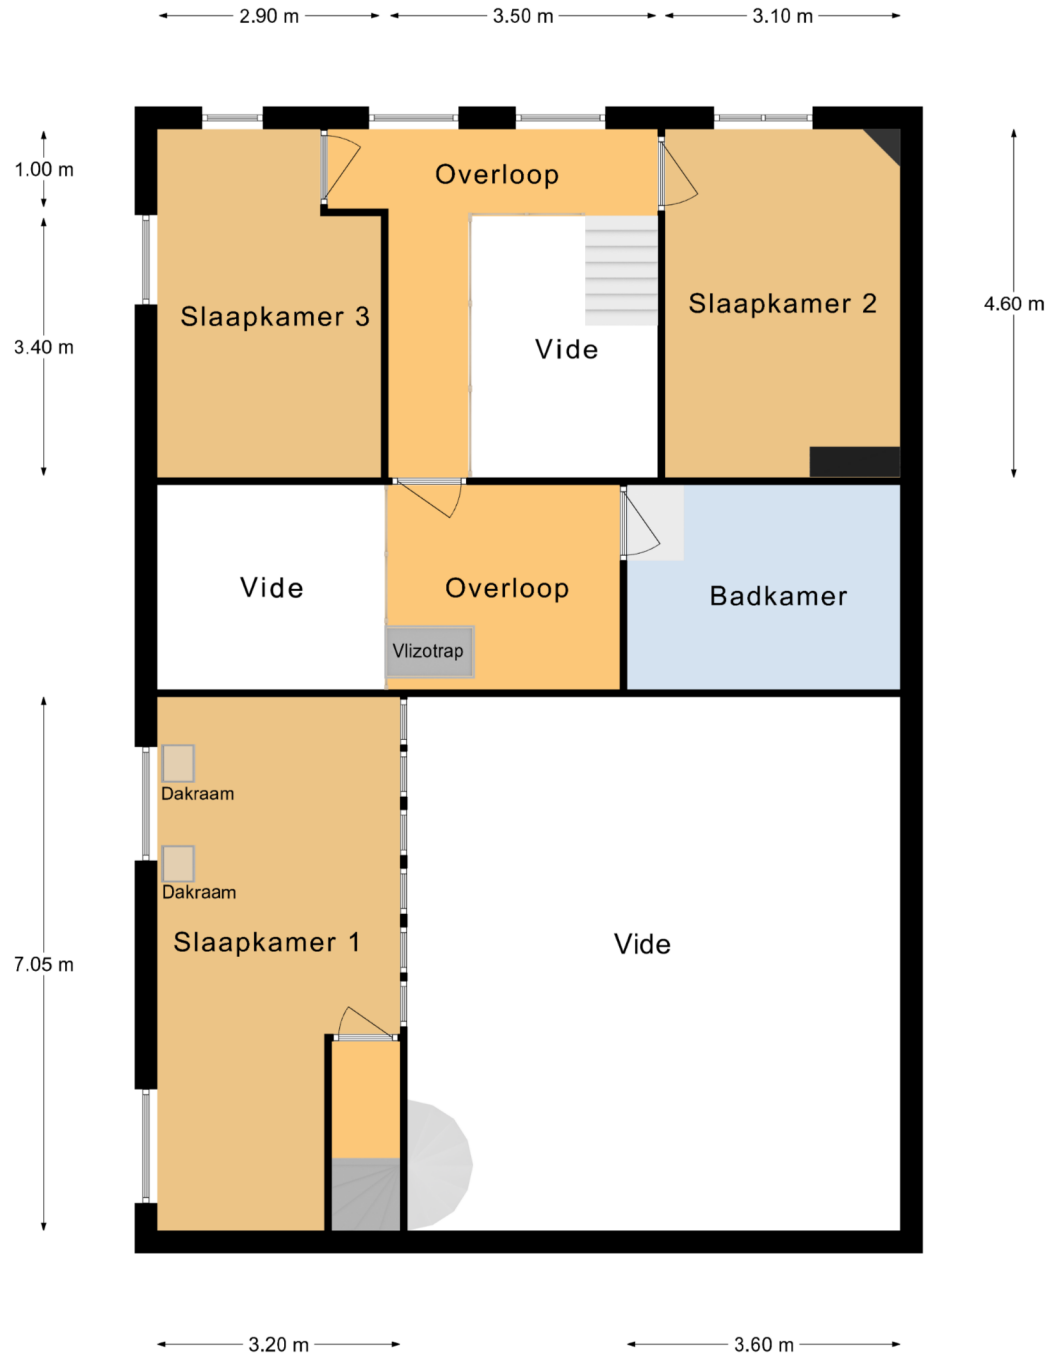 2.90 m 3.50 m 3.10 m
1.00 m
Overloop
Slaapkamer 2
4.60 m
Slaapkamer 3
3.40 m
Vide
Vide
Overloop
Badkamer
Vlizotrap
Dakraam
Dakraam
Slaapkamer 1
Vide
7.05 m
3.20 m 3.60 m